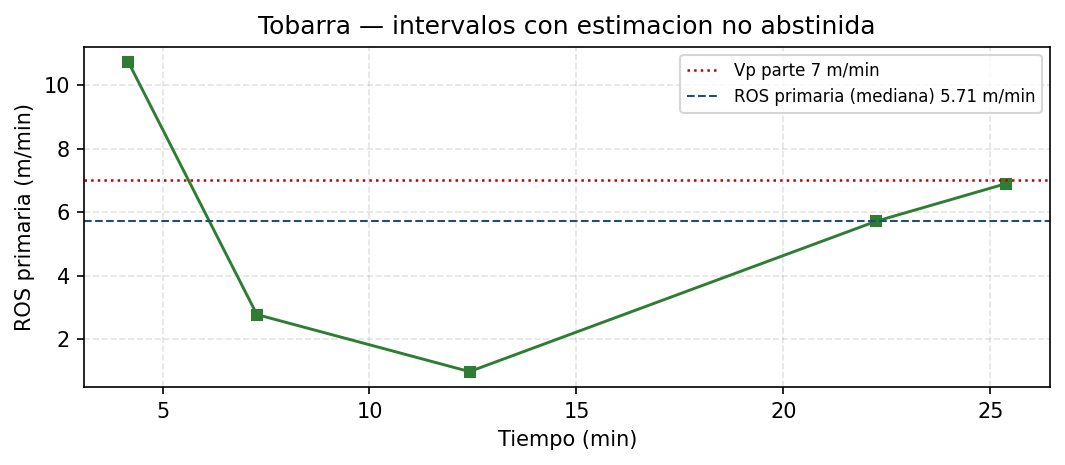 Tobarra — intervalos con estimacion no abstinida
Vp parte 7 m/min
ROS primaria (mediana) 5.71 m/min
ROS primaria (m/min)
10
8
6
4
2
5
10
15
20
25
Tiempo (min)